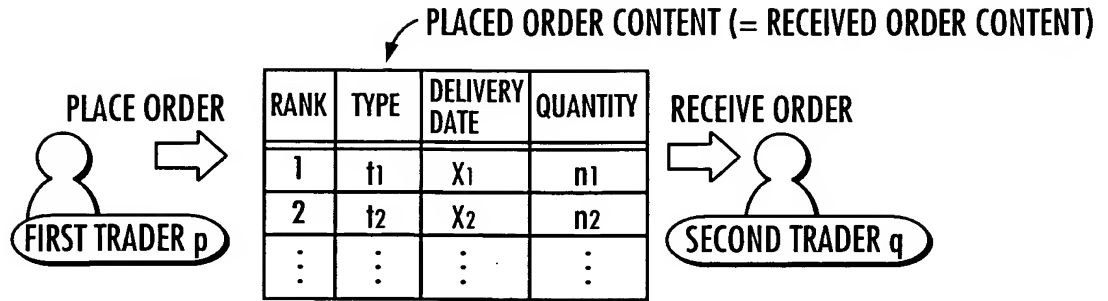 PLACED ORDER CONTENT (= RECEIVED ORDER CONTENT)
PLACE ORDER
RANK TYPE DELIVERY DATE QUANTITY
1 t1 X1 n1
2 t2 X2 n2
⋮ ⋮ ⋮ ⋮
RECEIVE ORDER
FIRST TRADER p
SECOND TRADER q